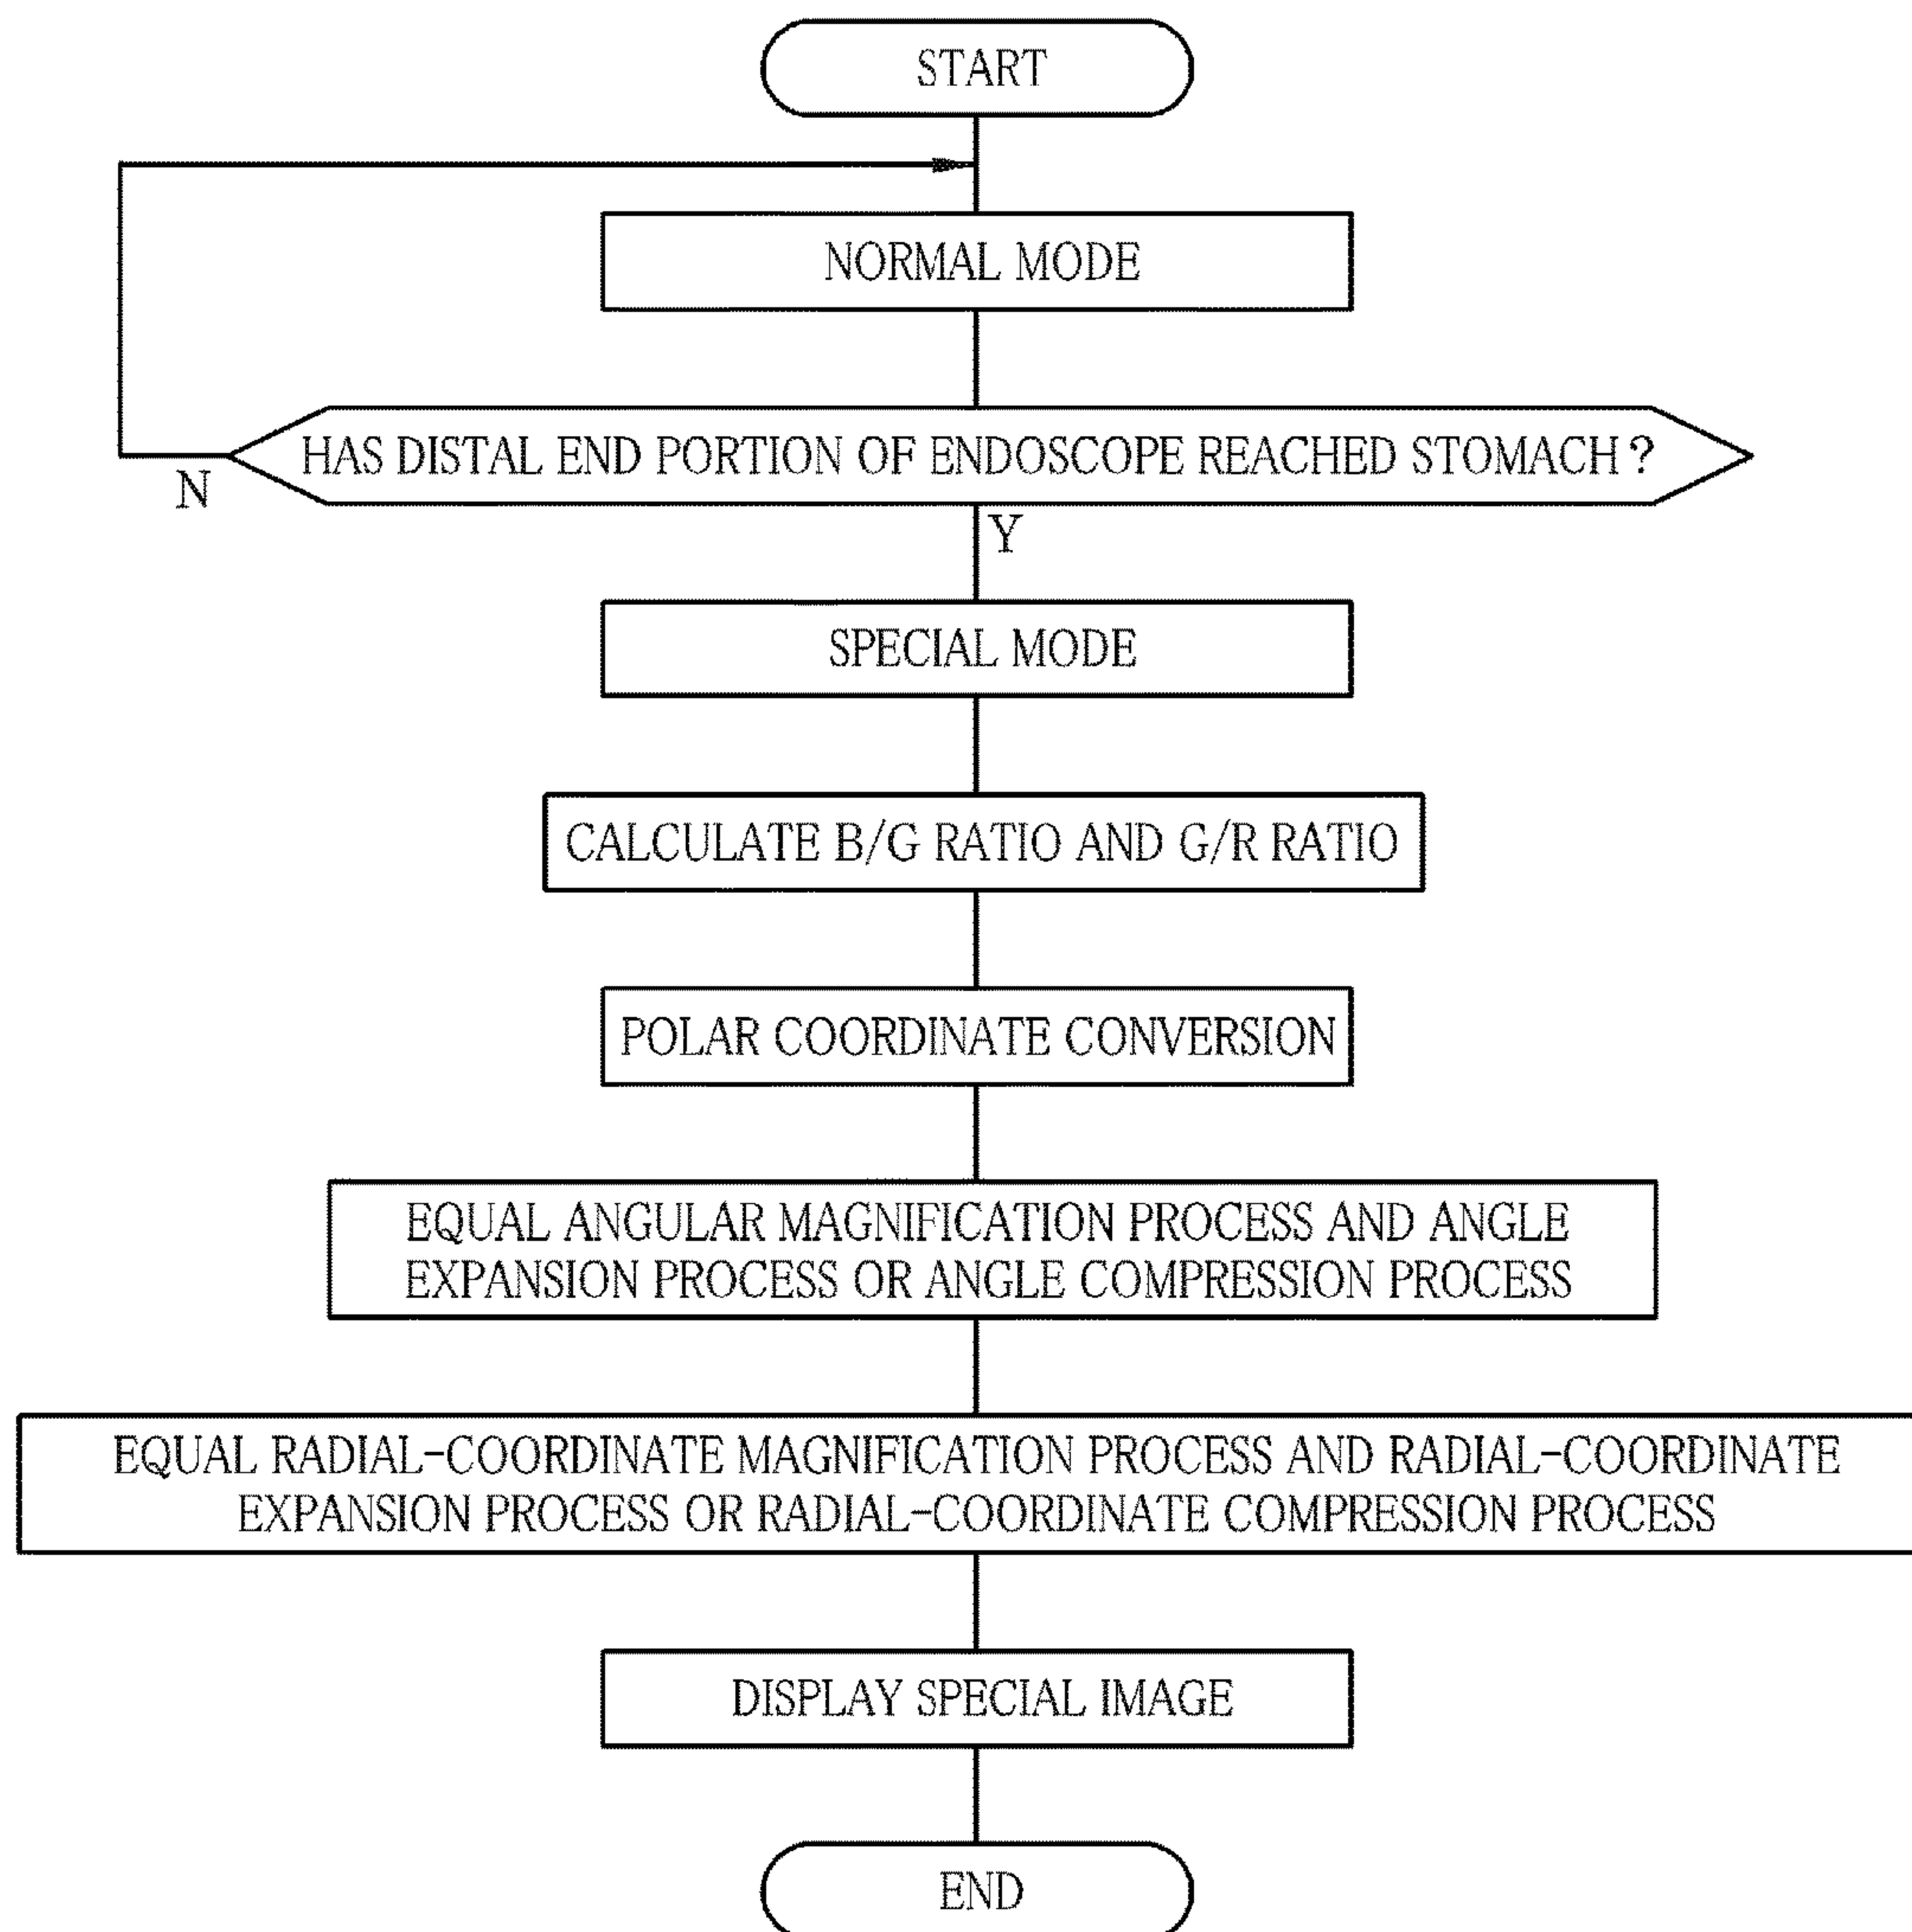 START
NORMAL MODE
HAS DISTAL END PORTION OF ENDOSCOPE REACHED STOMACH ?
N
Y
SPECIAL MODE
CALCULATE B/G RATIO AND G/R RATIO
POLAR COORDINATE CONVERSION
EQUAL ANGULAR MAGNIFICATION PROCESS AND ANGLE
EXPANSION PROCESS OR ANGLE COMPRESSION PROCESS
EQUAL RADIAL-COORDINATE MAGNIFICATION PROCESS AND RADIAL-COORDINATE
EXPANSION PROCESS OR RADIAL-COORDINATE COMPRESSION PROCESS
DISPLAY SPECIAL IMAGE
END